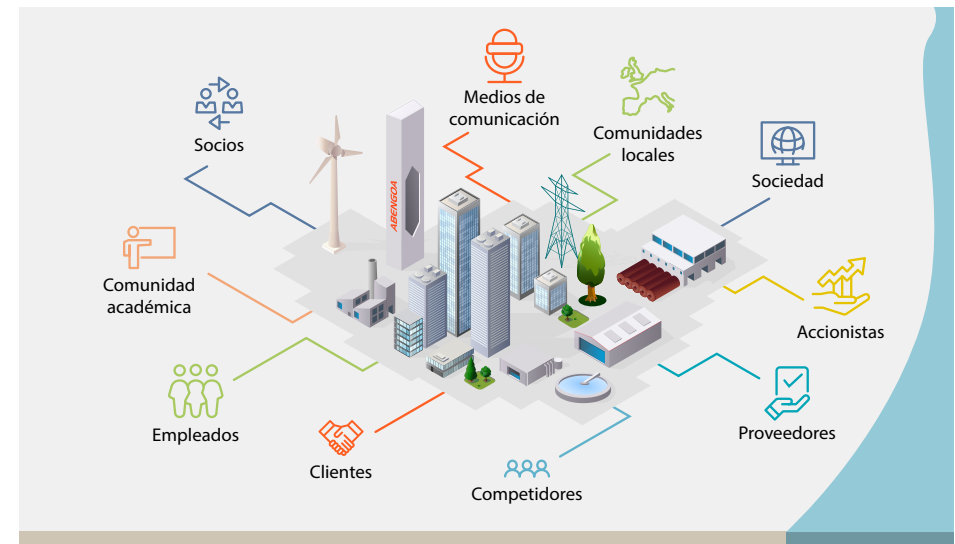 Medios de
comunicación
Comunidades
locales
Socios
Sociedad
ABENGOA
Comunidad
académica
Accionistas
Empleados
Proveedores
Clientes
Competidores